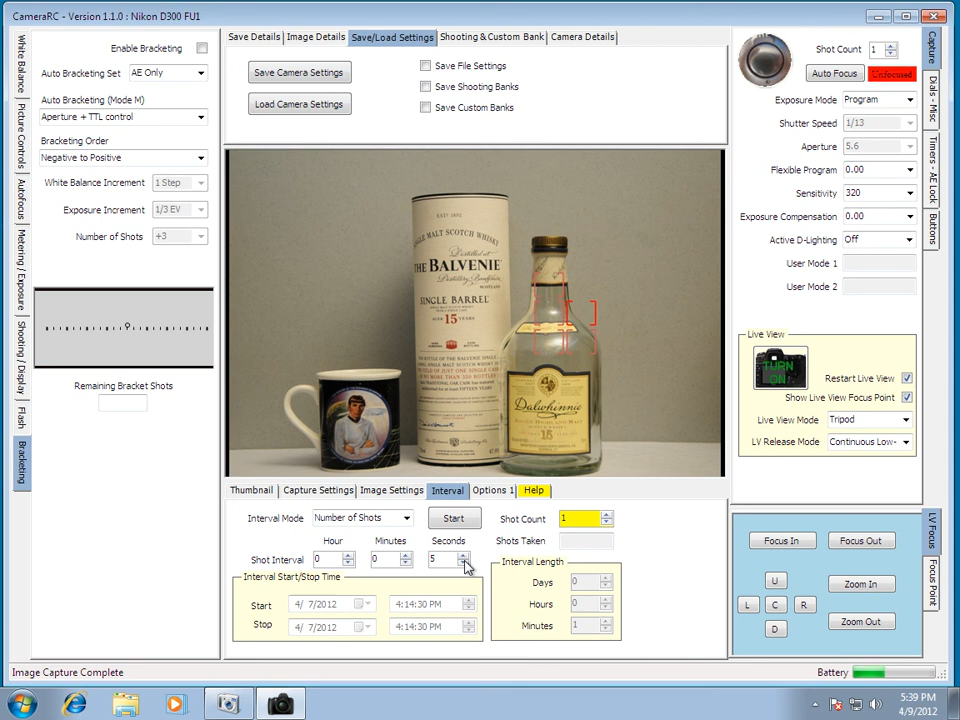 CameraRC - Version 1.1.0 : Nikon D300 FU1
White Balance
Picture Controls
Autofocus
Metering / Exposure
Shooting / Display
Flash
Bracketing
Enable Bracketing
Auto Bracketing Set AE Only
Auto Bracketing (Mode M)
Aperture + TTL control
Bracketing Order
Negative to Positive
White Balance Increment 1 Step
Exposure Increment 1/3 EV
Number of Shots +3
Remaining Bracket Shots
Save Details Image Details Save/Load Settings Shooting & Custom Bank Camera Details
Save Camera Settings
Load Camera Settings
Save File Settings
Save Shooting Banks
Save Custom Banks
EST 1892
SINGLE MALT SCOTCH WHISKY
Distilled at
THE BALVENIE
SINGLE BARREL
AGED 15 YEARS
Dalwhinnie
15
Thumbnail Capture Settings Image Settings Interval Options 1 Help
Interval Mode Number of Shots Start Shot Count 1
Hour Minutes Seconds Shots Taken
Shot Interval 0 0 5
Interval Start/Stop Time
Start 4/ 7/2012 4:14:30 PM
Stop 4/ 7/2012 4:14:30 PM
Interval Length
Days 0
Hours 0
Minutes 1
Shot Count 1
Auto Focus Unfocused
Exposure Mode Program
Shutter Speed 1/13
Aperture 5.6
Flexible Program 0.00
Sensitivity 320
Exposure Compensation 0.00
Active D-Lighting Off
User Mode 1
User Mode 2
Live View
TURN ON
Restart Live View
Show Live View Focus Point
Live View Mode Tripod
LV Release Mode Continuous Low-
Capture
Dials - Misc
Timers - AE Lock
Buttons
Focus In Focus Out
U Zoom In
L C R
D Zoom Out
LV Focus
Focus Point
Image Capture Complete
Battery
5:39 PM
4/9/2012